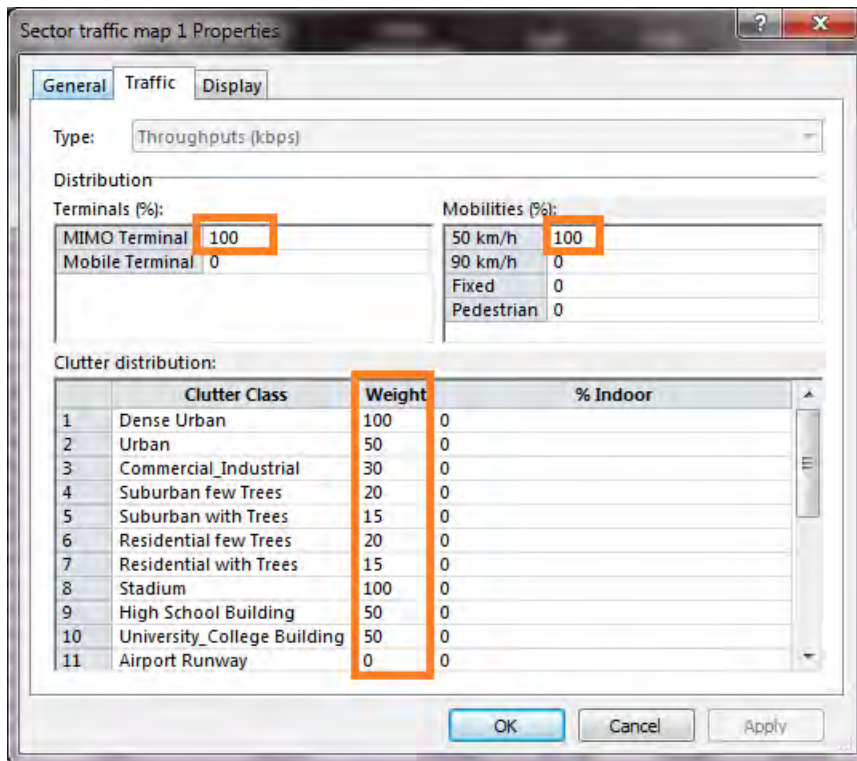 Sector traffic map 1 Properties
General Traffic Display
Type: Throughputs (kbps)
Distribution
Terminals (%): Mobilities (%):
MIMO Terminal 100 50 km/h 100
Mobile Terminal 0 90 km/h 0
Fixed 0
Pedestrian 0
Clutter distribution:
Clutter Class Weight % Indoor
1 Dense Urban 100 0
2 Urban 50 0
3 Commercial_Industrial 30 0
4 Suburban few Trees 20 0
5 Suburban with Trees 15 0
6 Residential few Trees 20 0
7 Residential with Trees 15 0
8 Stadium 100 0
9 High School Building 50 0
10 University_College Building 50 0
11 Airport Runway 0 0
OK Cancel Apply